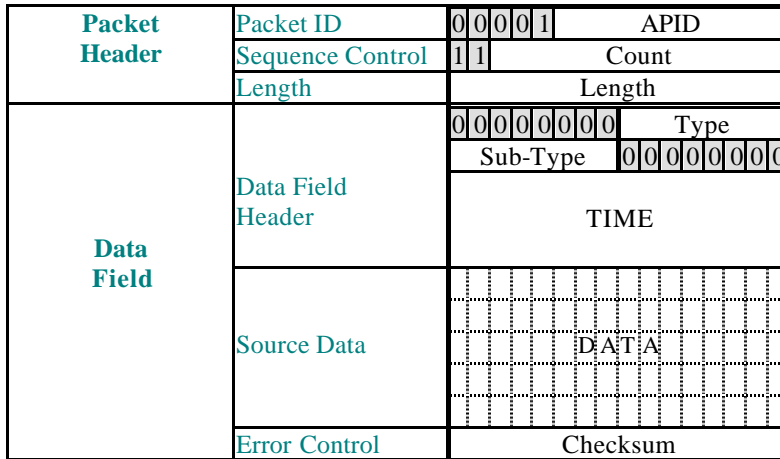 Packet Header
Packet ID
0 0 0 0 1 APID
Sequence Control
1 1 Count
Length
Length
Data Field
Data Field Header
0 0 0 0 0 0 0 0 Type
Sub-Type 0 0 0 0 0 0 0 0
TIME
Source Data
DATA
Error Control
Checksum